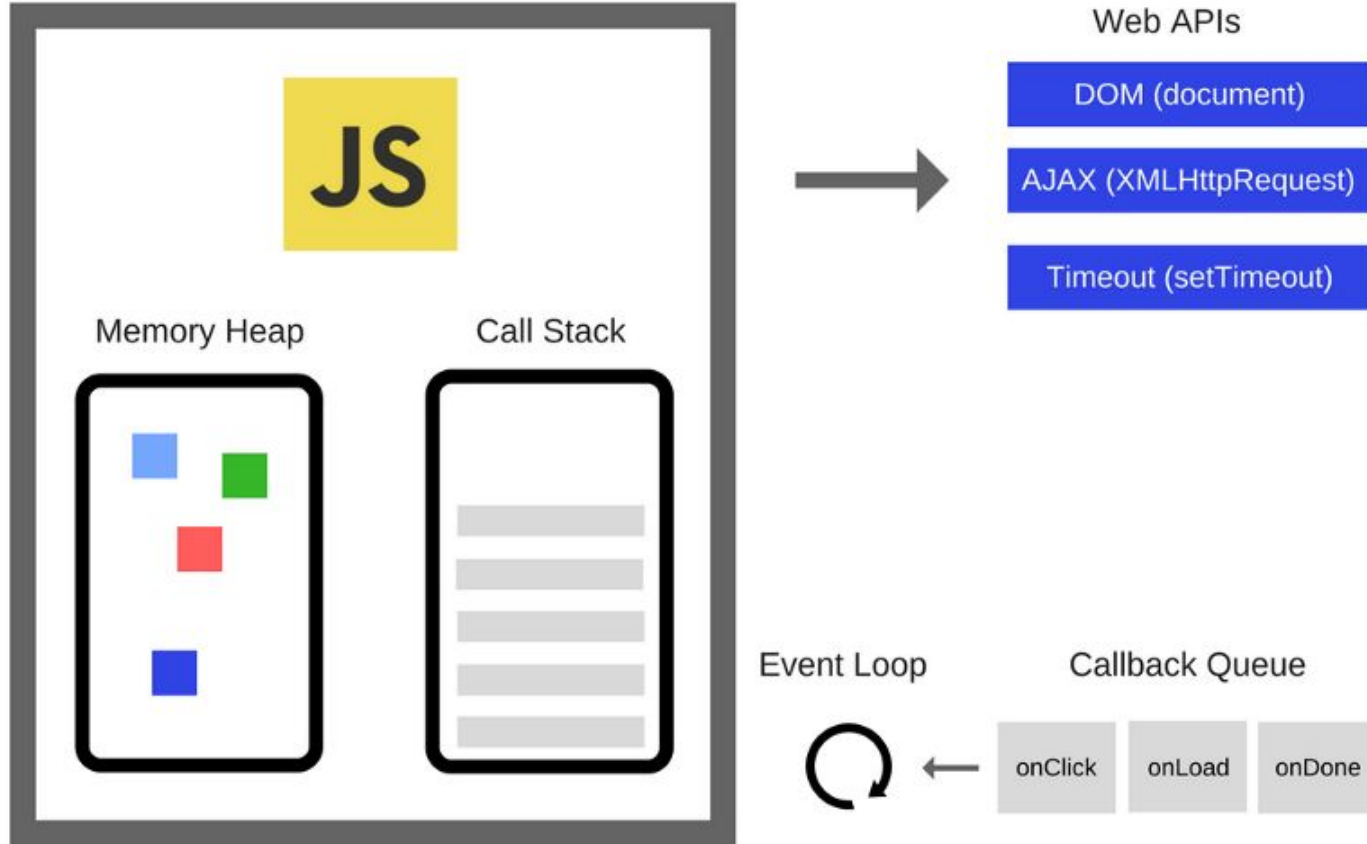 Web APIs
DOM (document)
JS
AJAX (XMLHttpRequest)
Timeout (setTimeout)
Memory Heap
Call Stack
Event Loop
Callback Queue
onClick
onLoad
onDone